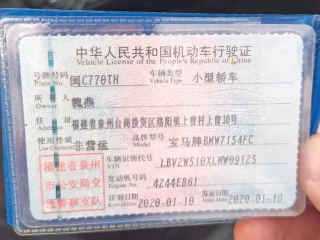 中华人民共和国机动车行驶证
Vehicle License of the People's Republic of China
号牌号码 闽C770TH 车辆类型 小型轿车
Plate No. Vehicle Type
所有人 魏燕
Owner
住址 福建省泉州台商投资区洛阳镇上曾村上曾30号
使用性质 非营运 品牌型号 宝马牌BMW7154FC
Use Character Model
福建省泉州 车辆识别代号 LBV2W510XLMW09125
VIN
市公安局交 发动机号码 4244E861
Engine No.
通警察支队 注册日期 2020-01-10 发证日期 2020-01-10